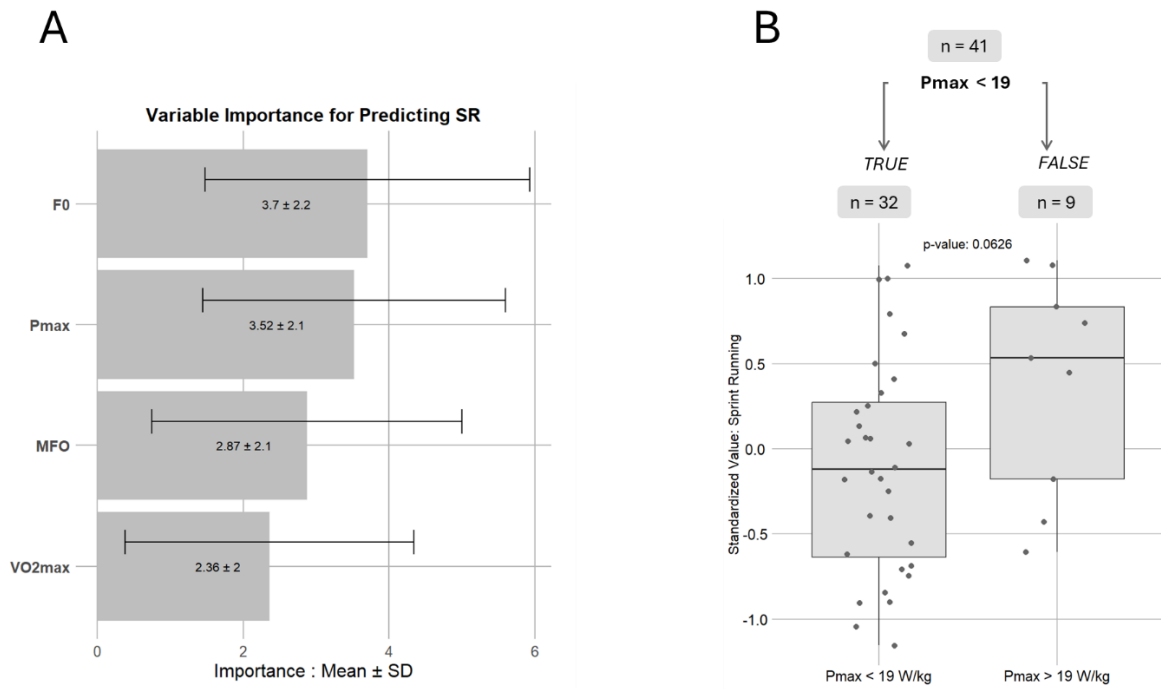 A
Variable Importance for Predicting SR
F0
3.7 ± 2.2
Pmax
3.52 ± 2.1
MFO
2.87 ± 2.1
VO2max
2.36 ± 2
0
2
4
6
Importance : Mean ± SD
B
n = 41
Pmax < 19
TRUE
FALSE
n = 32
n = 9
p-value: 0.0626
Standardized Value: Sprint Running
1.0
0.5
0.0
-0.5
-1.0
Pmax < 19 W/kg
Pmax > 19 W/kg